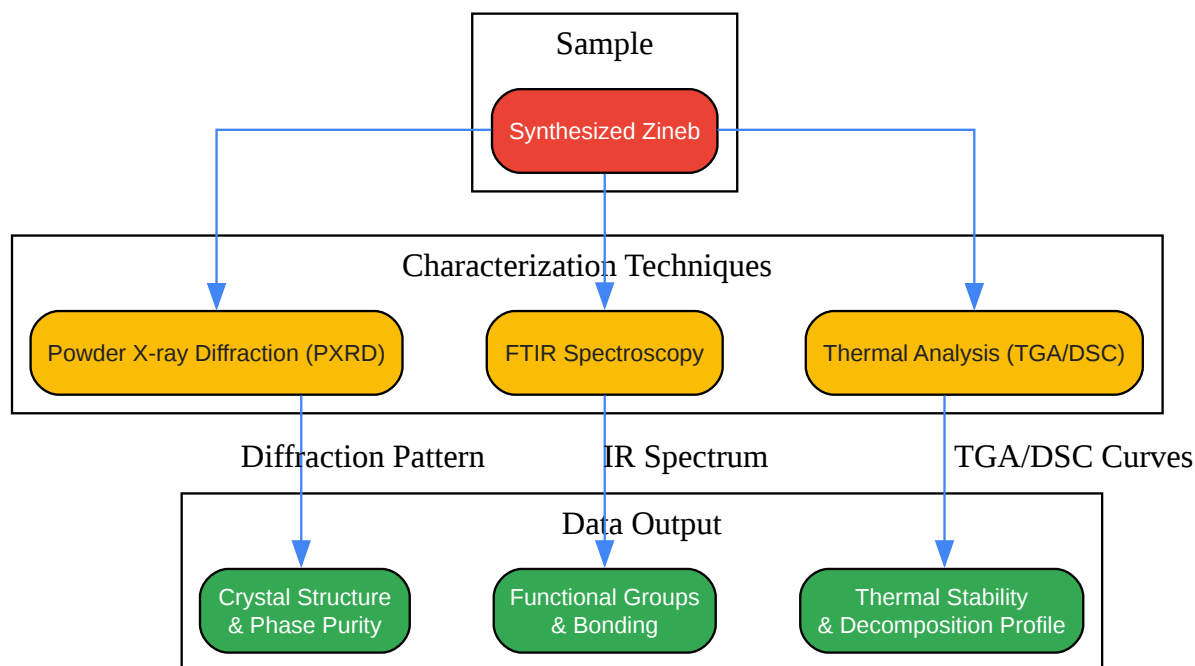 Sample
Synthesized Zineb
Characterization Techniques
Powder X-ray Diffraction (PXRD)
FTIR Spectroscopy
Thermal Analysis (TGA/DSC)
Diffraction Pattern
IR Spectrum
TGA/DSC Curves
Data Output
Crystal Structure
& Phase Purity
Functional Groups
& Bonding
Thermal Stability
& Decomposition Profile